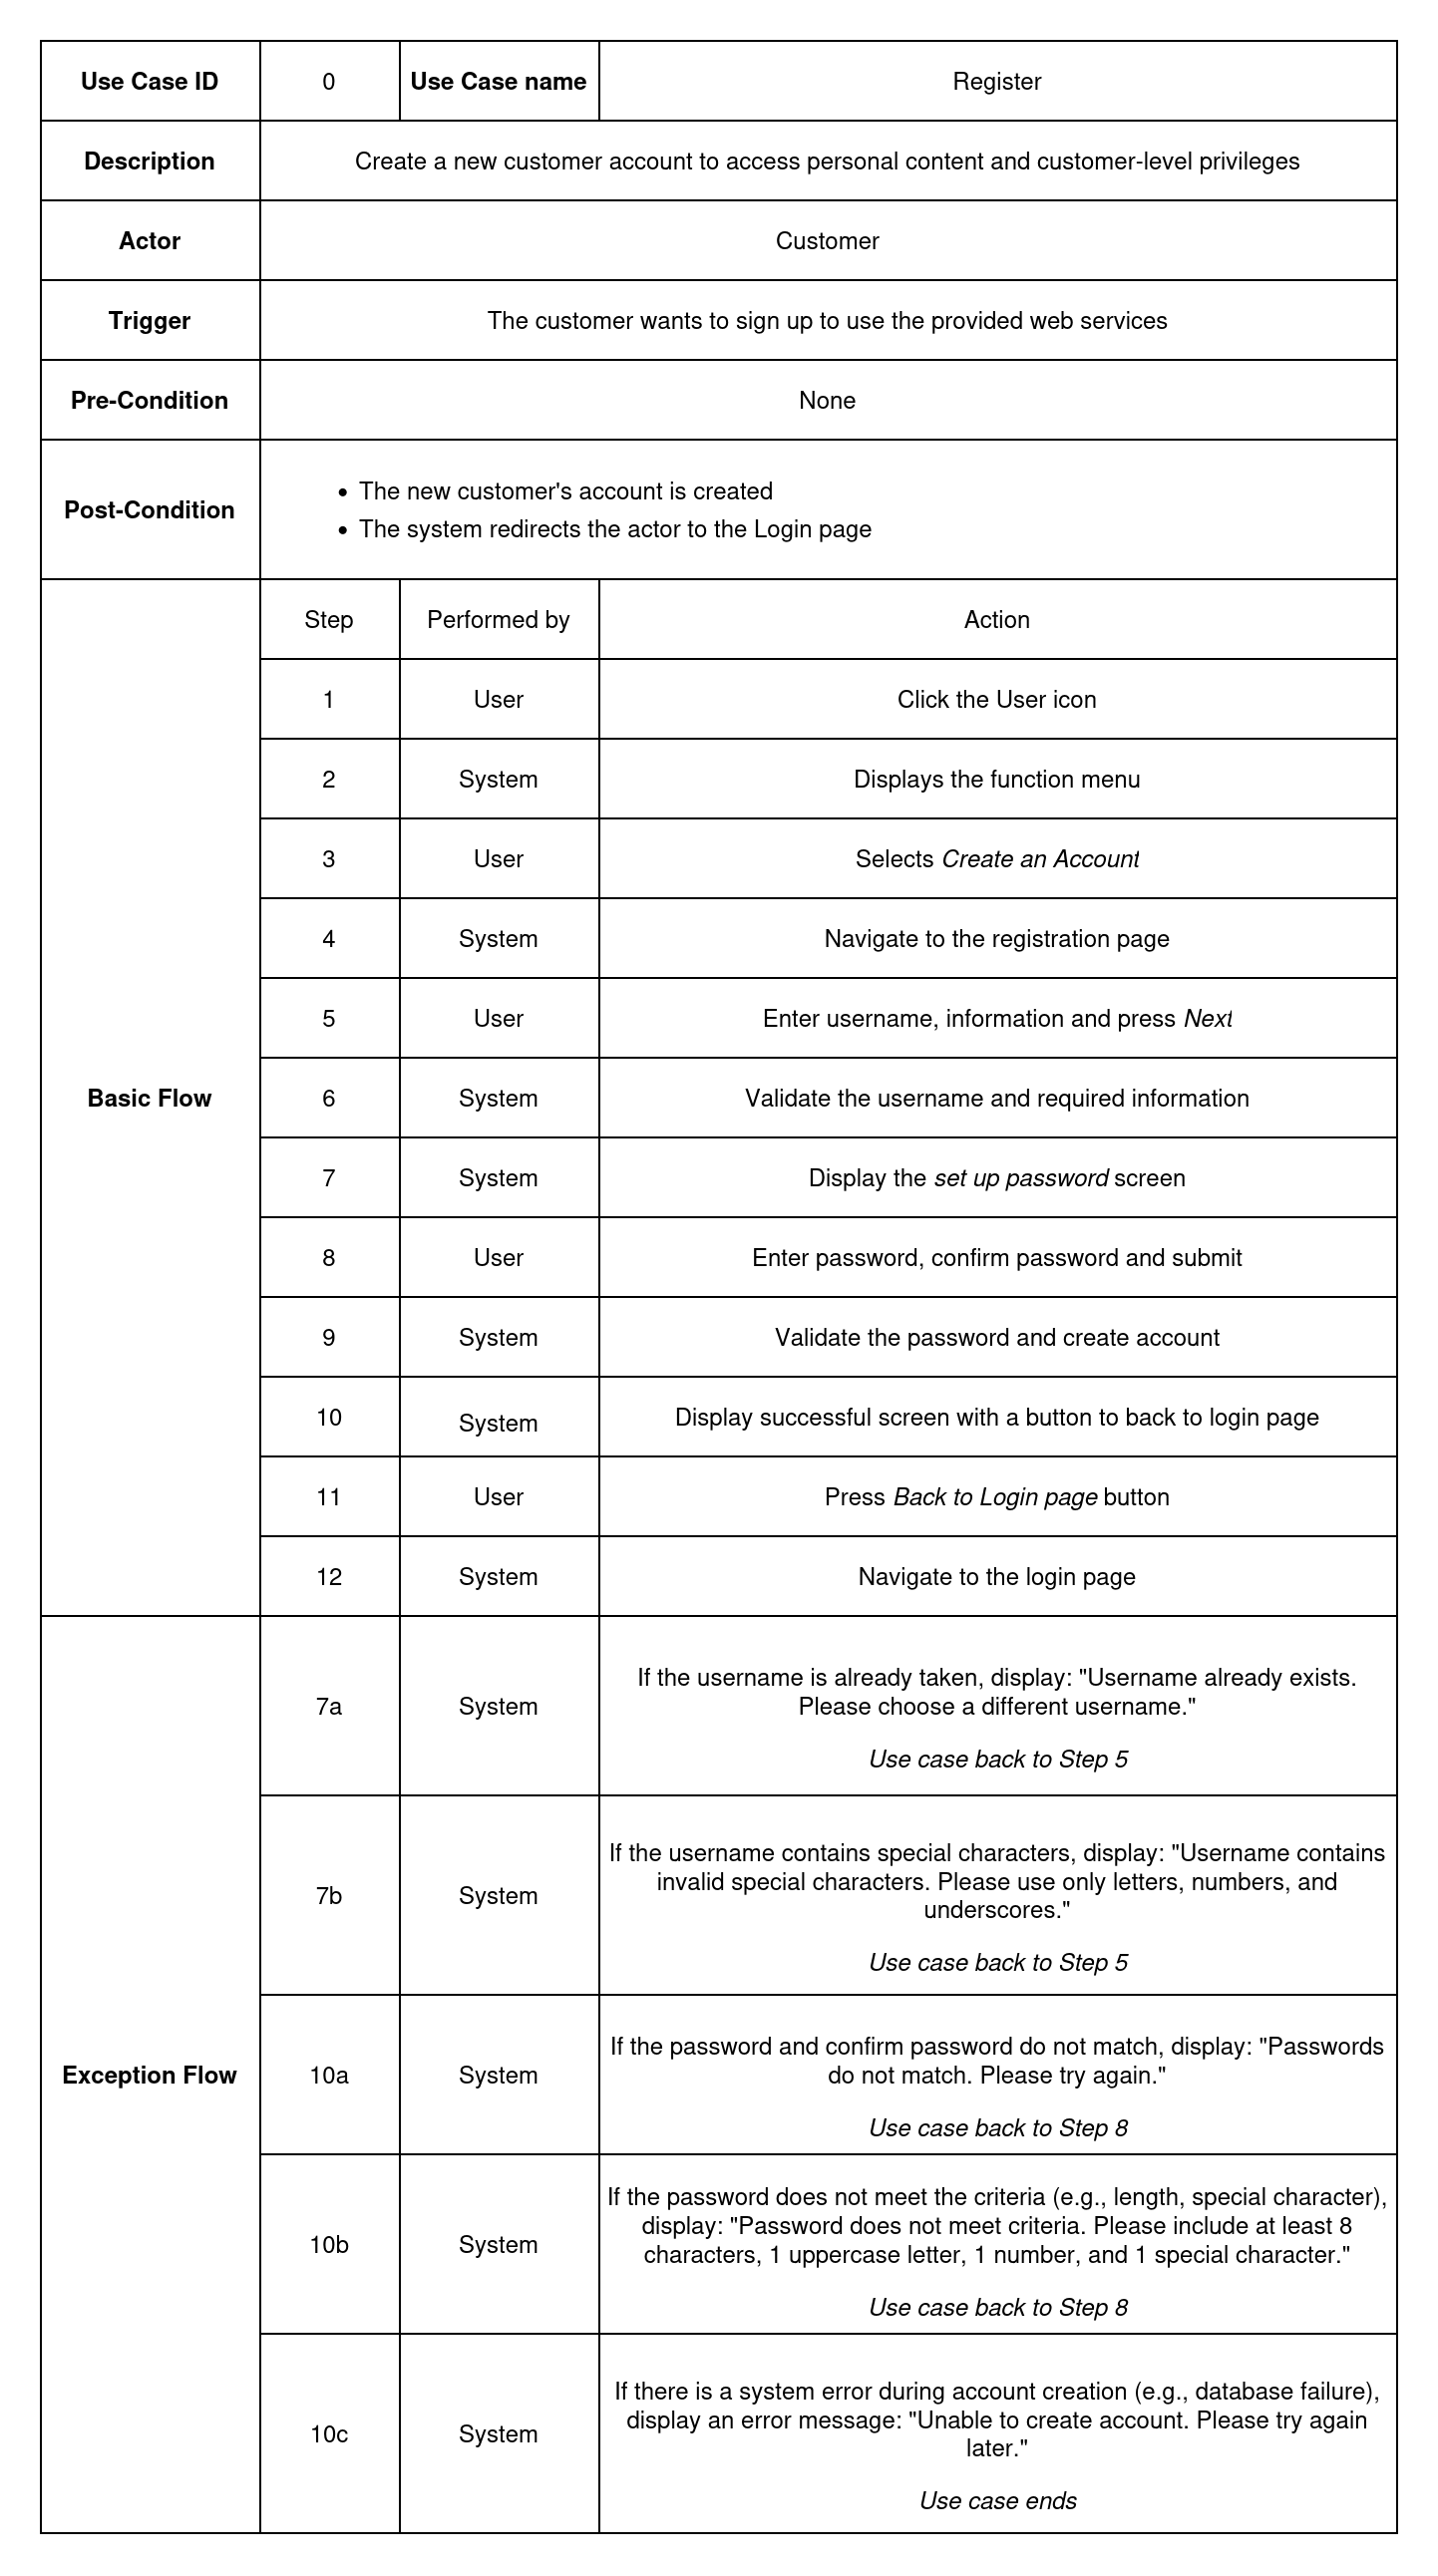 Use Case ID 0 Use Case name Register
Description Create a new customer account to access personal content and customer-level privileges
Actor Customer
Trigger The customer wants to sign up to use the provided web services
Pre-Condition None
Post-Condition
• The new customer's account is created
• The system redirects the actor to the Login page
Basic Flow
Step Performed by Action
1 User Click the User icon
2 System Displays the function menu
3 User Selects Create an Account
4 System Navigate to the registration page
5 User Enter username, information and press Next
6 System Validate the username and required information
7 System Display the set up password screen
8 User Enter password, confirm password and submit
9 System Validate the password and create account
10 System Display successful screen with a button to back to login page
11 User Press Back to Login page button
12 System Navigate to the login page
Exception Flow
7a System
If the username is already taken, display: "Username already exists.
Please choose a different username."
Use case back to Step 5
7b System
If the username contains special characters, display: "Username contains
invalid special characters. Please use only letters, numbers, and
underscores."
Use case back to Step 5
10a System
If the password and confirm password do not match, display: "Passwords
do not match. Please try again."
Use case back to Step 8
10b System
If the password does not meet the criteria (e.g., length, special character),
display: "Password does not meet criteria. Please include at least 8
characters, 1 uppercase letter, 1 number, and 1 special character."
Use case back to Step 8
10c System
If there is a system error during account creation (e.g., database failure),
display an error message: "Unable to create account. Please try again
later."
Use case ends